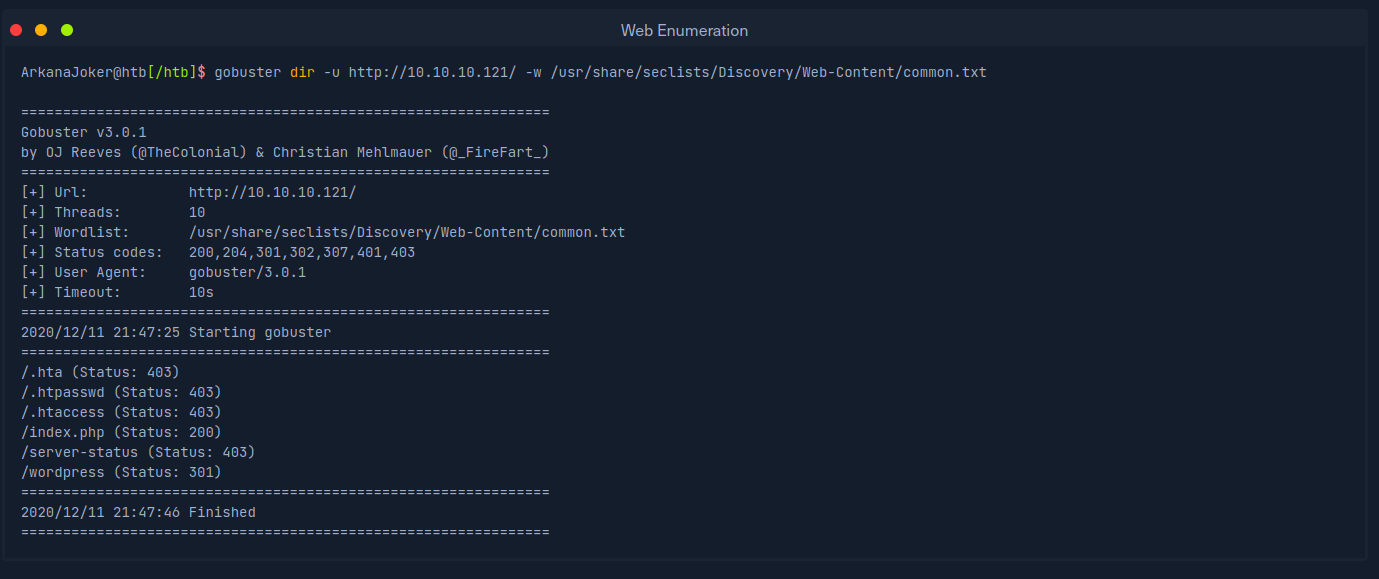 Web Enumeration
ArkanaJoker@htb[/htb]$ gobuster dir -u http://10.10.10.121/ -w /usr/share/seclists/Discovery/Web-Content/common.txt
===============================================================
Gobuster v3.0.1
by OJ Reeves (@TheColonial) & Christian Mehlmauer (@_FireFart_)
===============================================================
[+] Url:            http://10.10.10.121/
[+] Threads:        10
[+] Wordlist:       /usr/share/seclists/Discovery/Web-Content/common.txt
[+] Status codes:   200,204,301,302,307,401,403
[+] User Agent:     gobuster/3.0.1
[+] Timeout:        10s
===============================================================
2020/12/11 21:47:25 Starting gobuster
===============================================================
/.hta (Status: 403)
/.htpasswd (Status: 403)
/.htaccess (Status: 403)
/index.php (Status: 200)
/server-status (Status: 403)
/wordpress (Status: 301)
===============================================================
2020/12/11 21:47:46 Finished
===============================================================